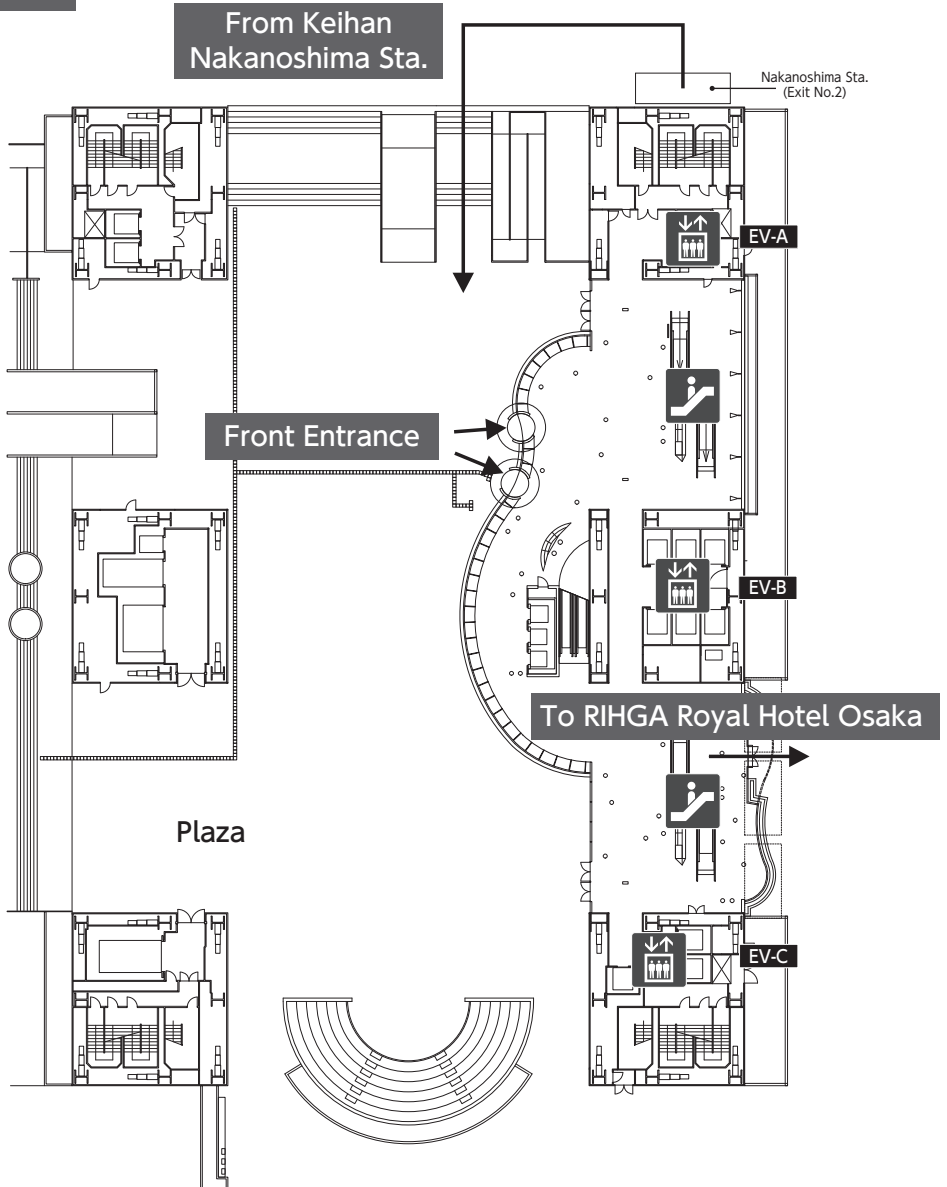 From Keihan
Nakanoshima Sta.
Nakanoshima Sta.
(Exit No.2)
EV-A
Front Entrance
EV-B
To RIHGA Royal Hotel Osaka
Plaza
EV-C